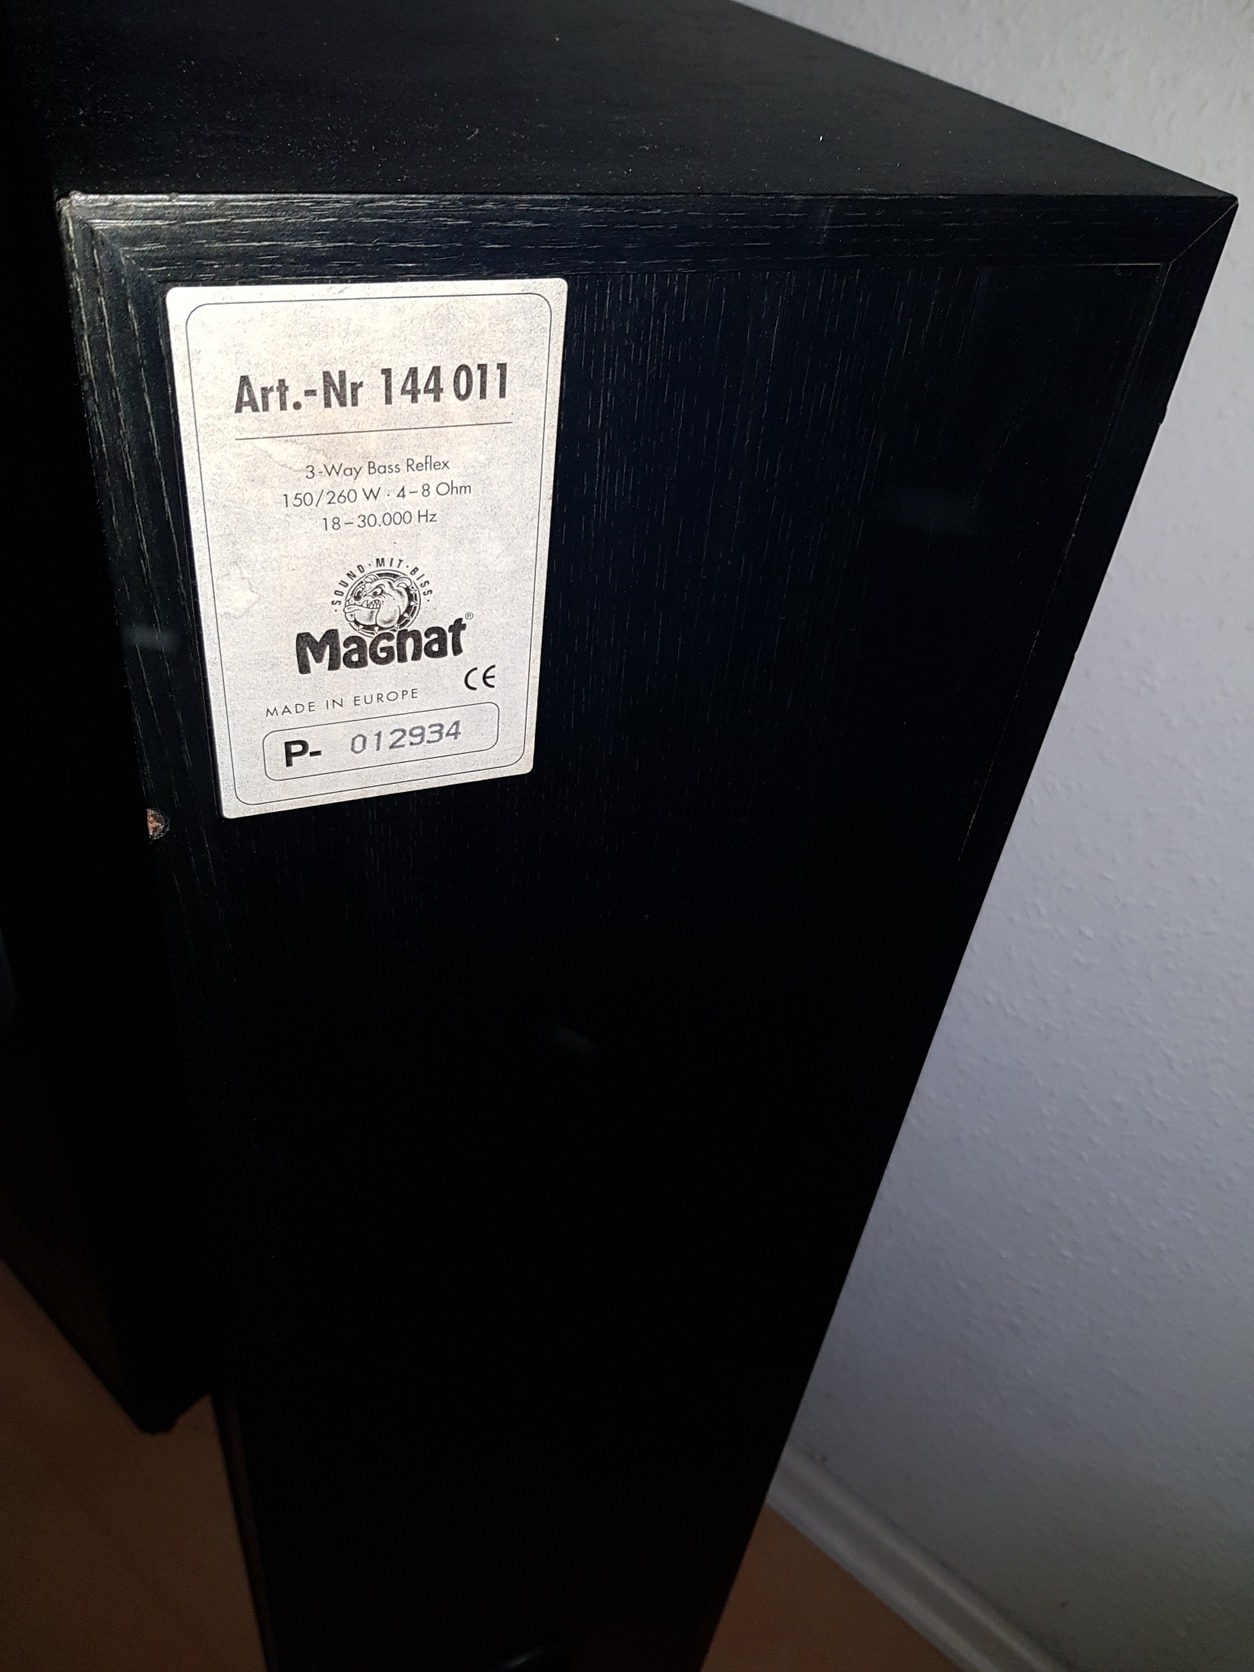 Art.-Nr 144 011
3-Way Bass Reflex
150/260 W · 4–8 Ohm
18–30.000 Hz
·SOUND·MIT·BISS·
Magnat®
CE
MADE IN EUROPE
P- 012934